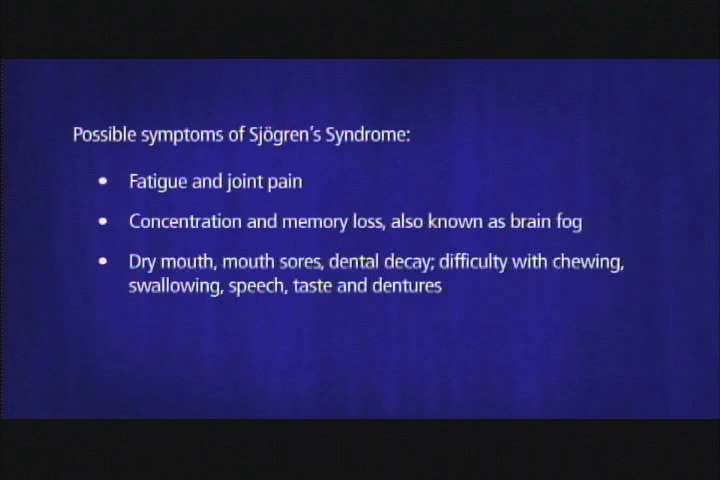 Possible symptoms of Sjögren's Syndrome:
• Fatigue and joint pain
• Concentration and memory loss, also known as brain fog
• Dry mouth, mouth sores, dental decay; difficulty with chewing,
swallowing, speech, taste and dentures